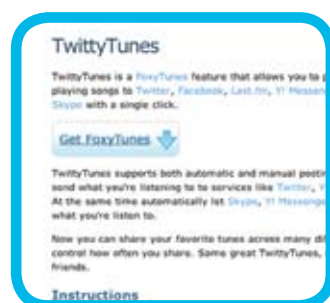 TwittyTunes
TwittyTunes is a FoxyTunes feature that allows you to
playing songs to Twitter, Facebook, Last.fm, Y! Messen
Skype with a single click.
Get FoxyTunes
TwittyTunes supports both automatic and manual postin
send what you're listening to to services like Twitter, Y
At the same time automatically let Skype, Y! Messenge
what you're listen to.
Now you can share your favorite tunes across many di
control how often you share. Same great TwittyTunes,
friends.
Instructions